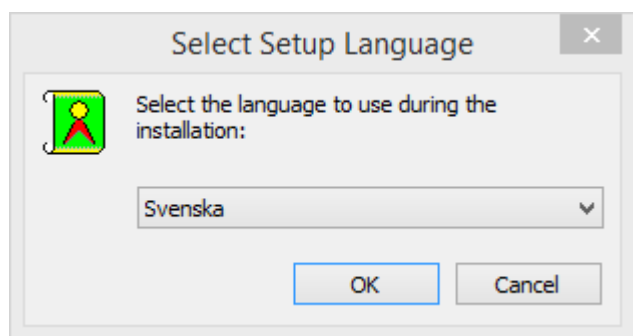 Select Setup Language
Select the language to use during the
installation:
Svenska
OK
Cancel